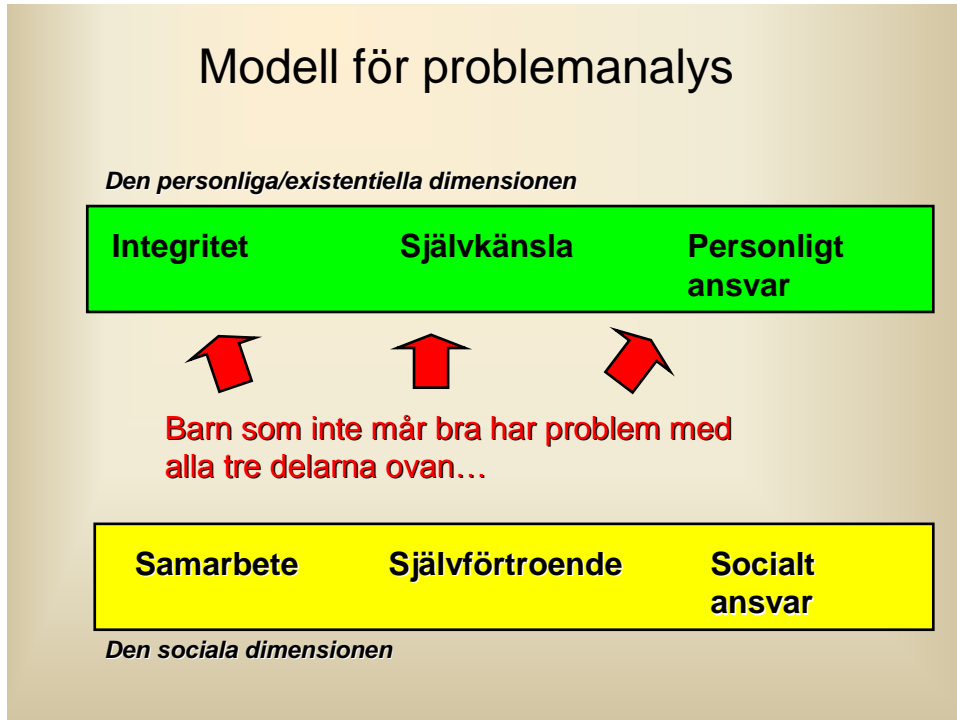 Modell för problemanalys
Den personliga/existentiella dimensionen
Integritet Självkänsla Personligt
ansvar
Barn som inte mår bra har problem med
alla tre delarna ovan…
Samarbete Självförtroende Socialt
ansvar
Den sociala dimensionen